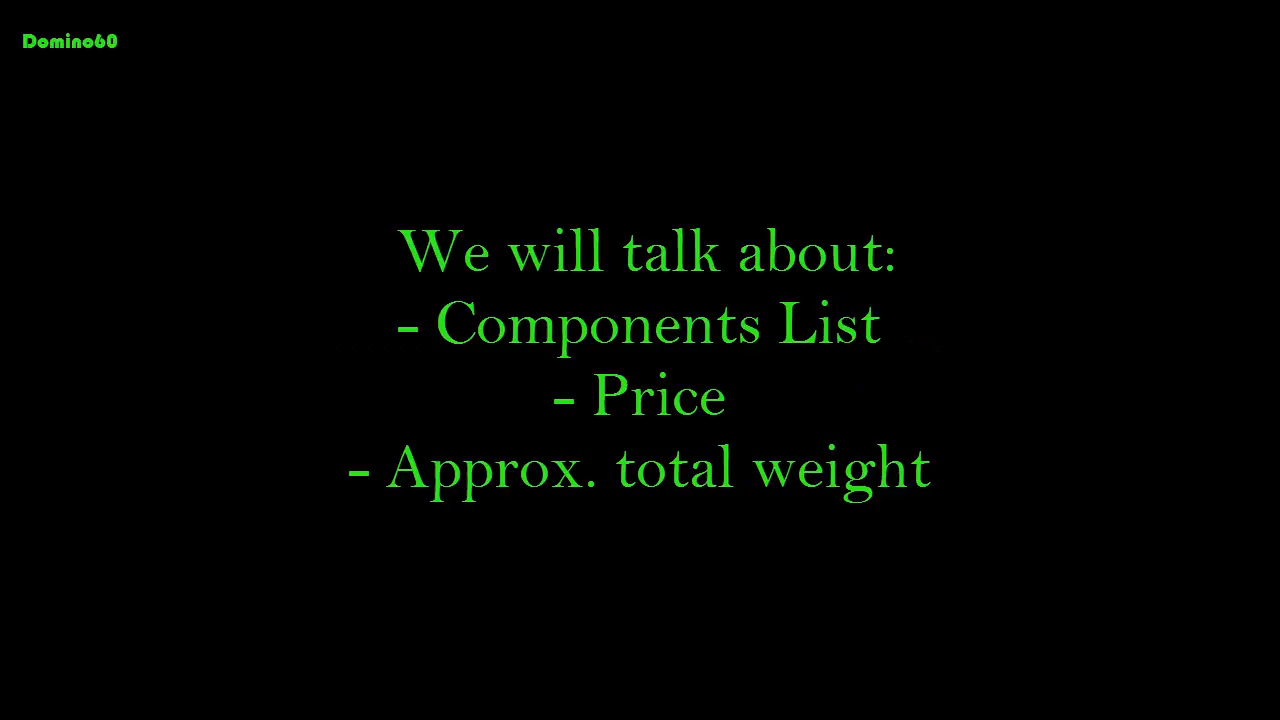 Domino60
We will talk about:
- Components List
- Price
- Approx. total weight